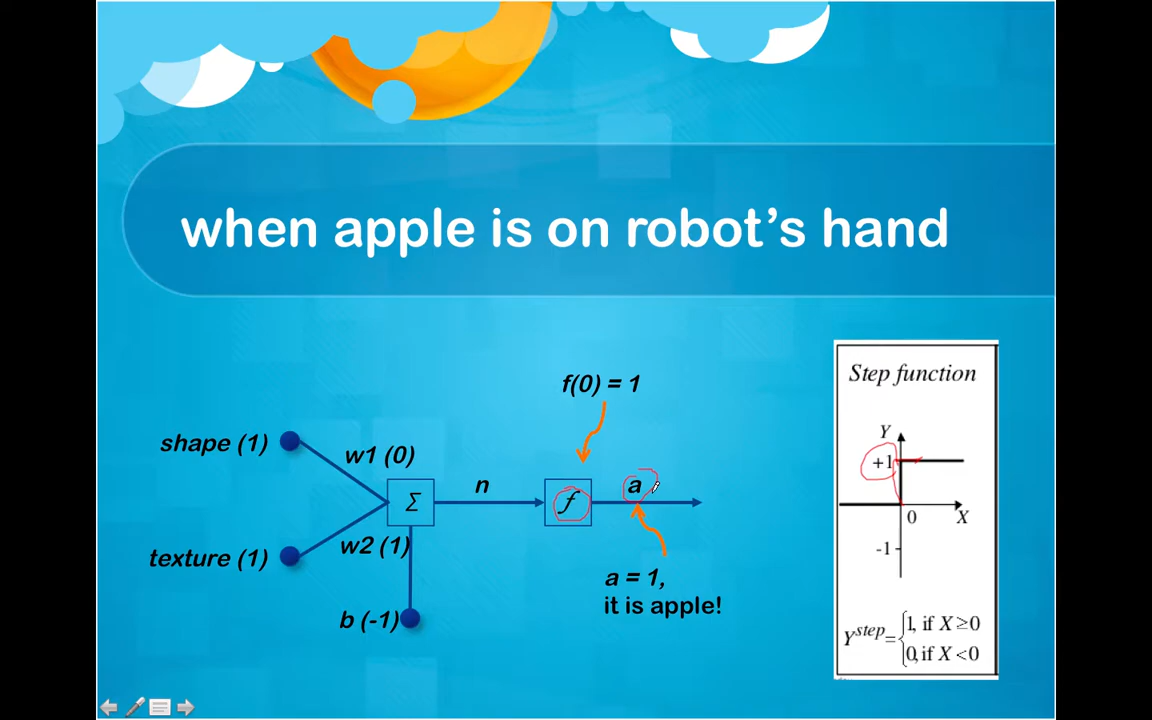 when apple is on robot's hand
f(0) = 1
shape (1)
w1 (0)
Σ
n
f
a
texture (1)
w2 (1)
b (-1)
a = 1,
it is apple!
Step function
Y
+1
0
X
-1
Y^step = { 1, if X ≥ 0
0, if X < 0